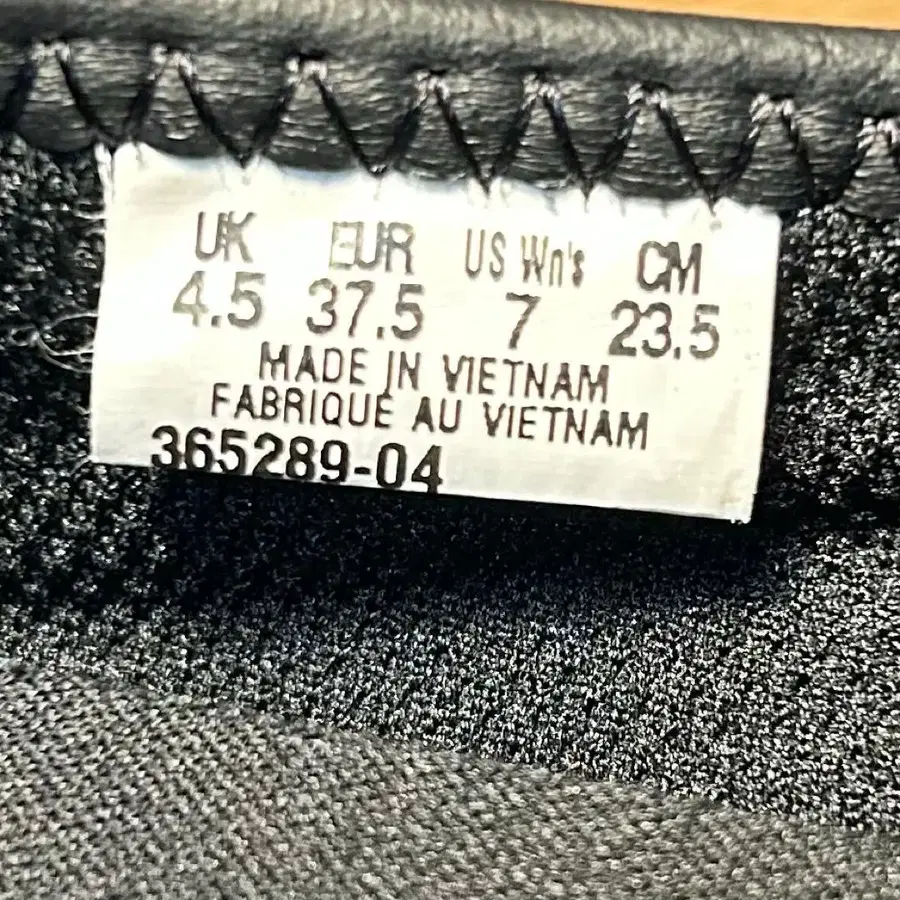 UK EUR US Wn's CM
4.5 37.5 7 23.5
MADE IN VIETNAM
FABRIQUE AU VIETNAM
365289-04